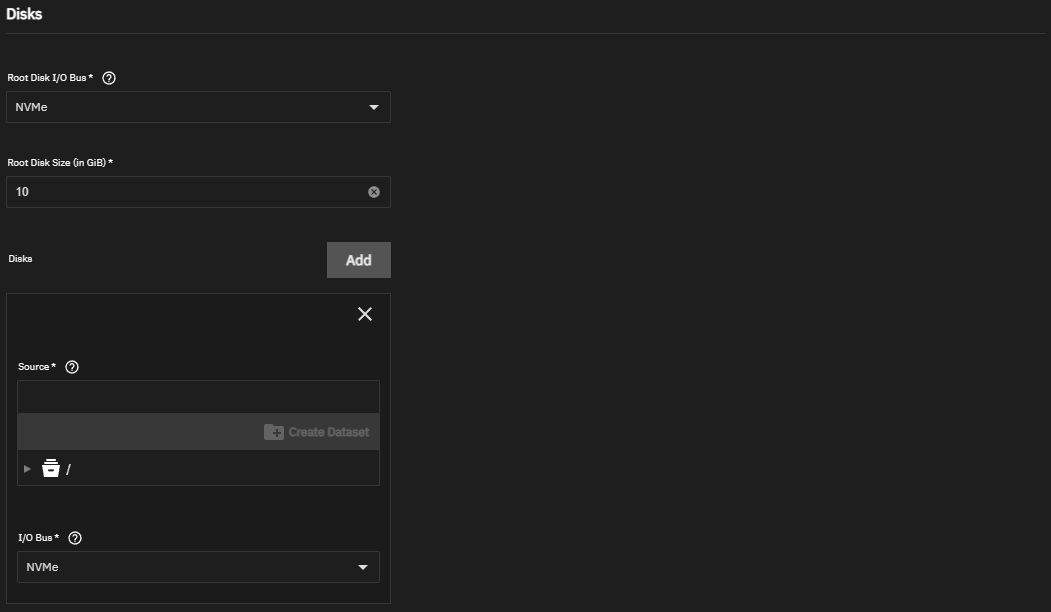 Disks
Root Disk I/O Bus *
NVMe
Root Disk Size (in GiB) *
10
Disks
Add
Source *
Create Dataset
/
I/O Bus *
NVMe